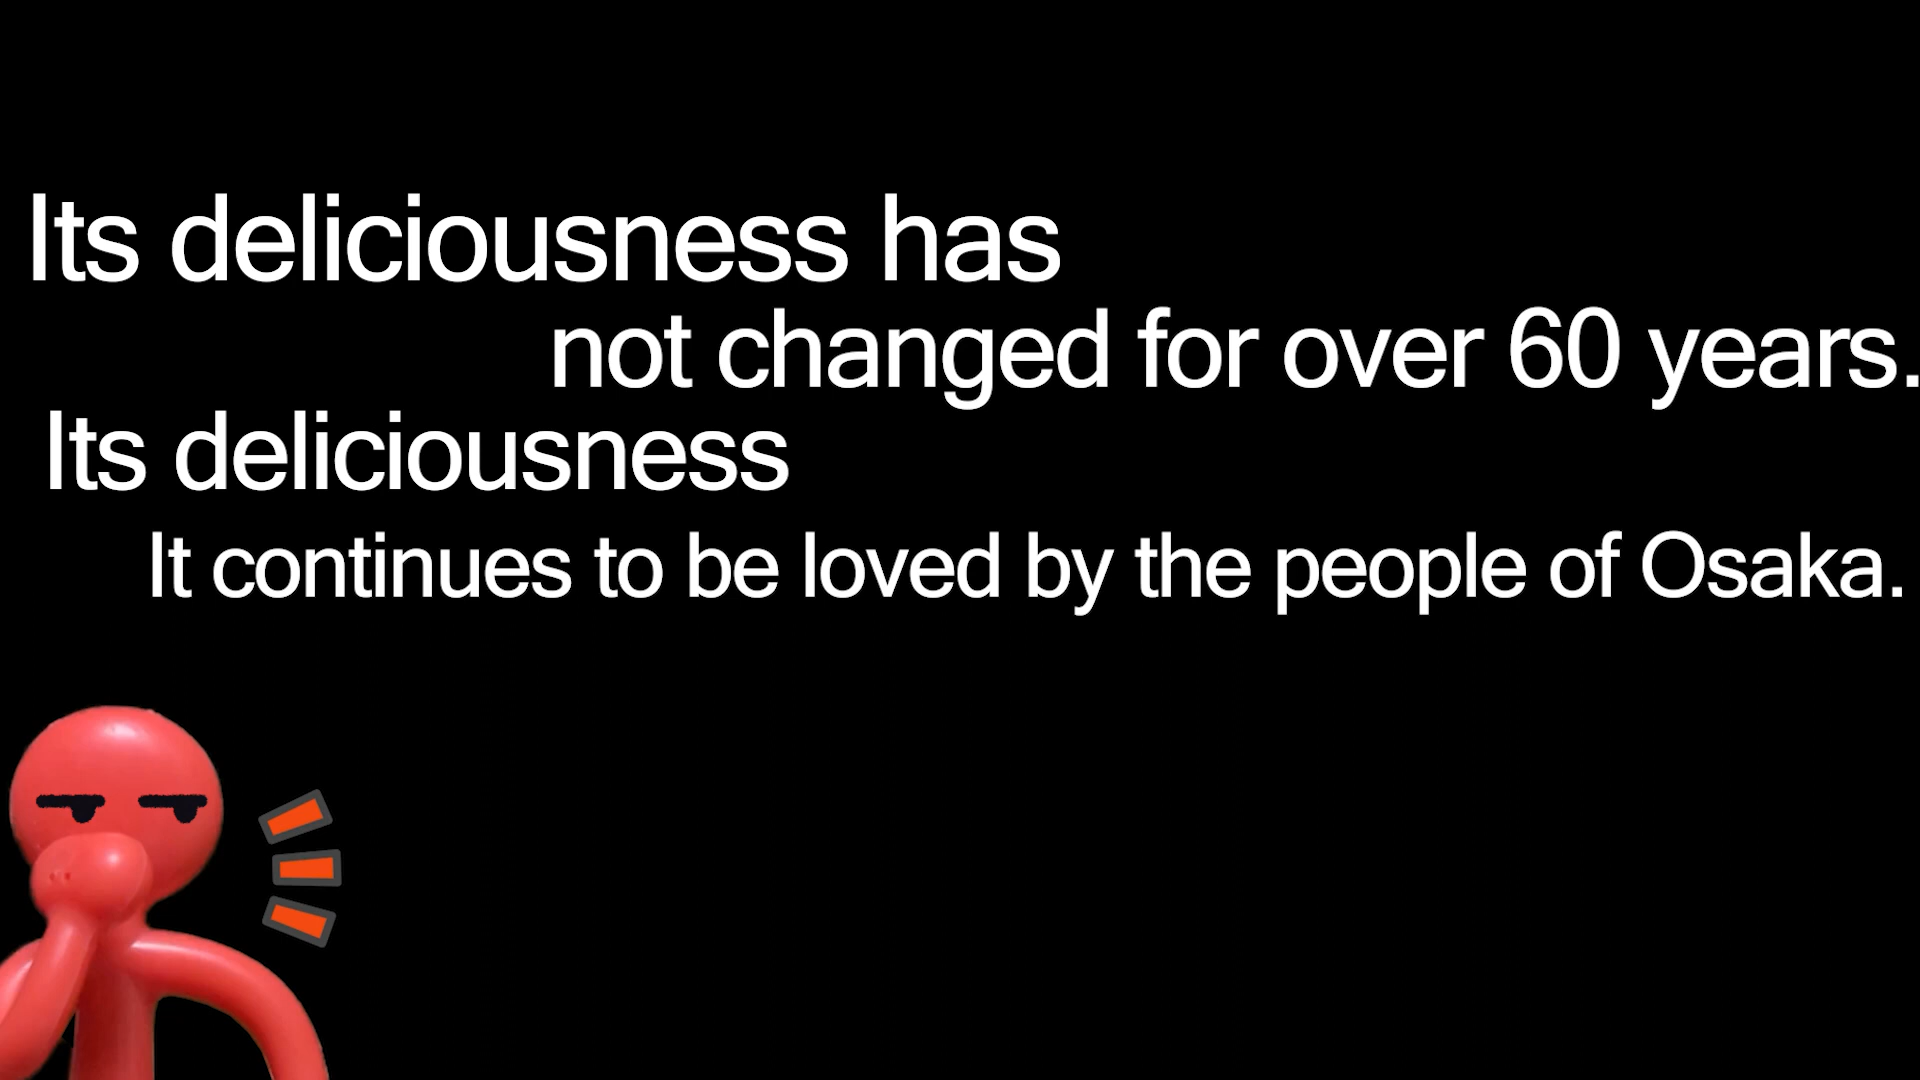 Its deliciousness has
not changed for over 60 years.
Its deliciousness
It continues to be loved by the people of Osaka.